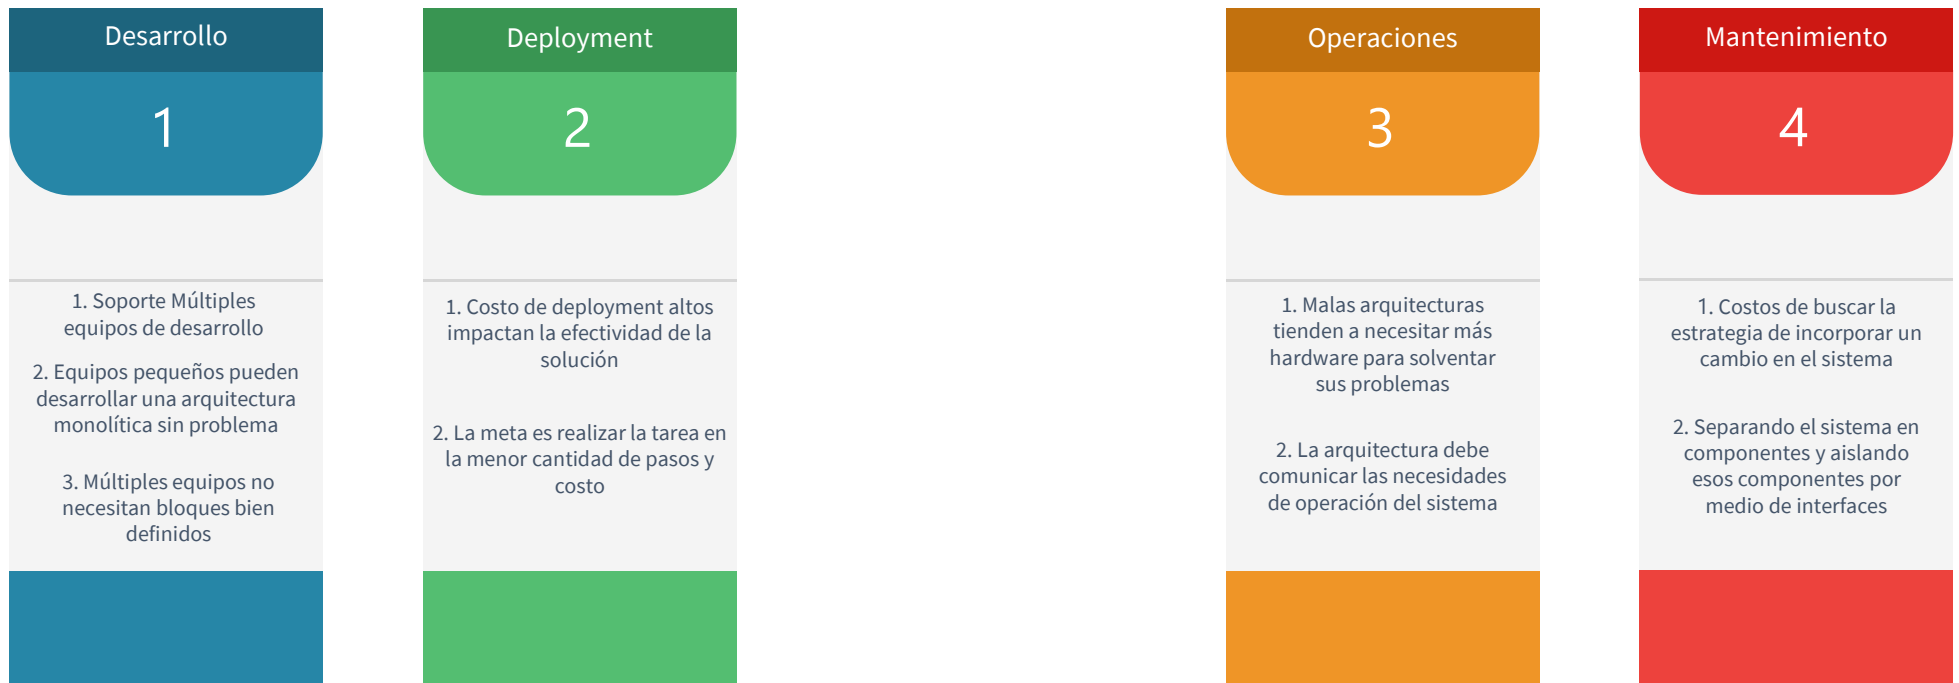 Desarrollo
1
1. Soporte Múltiples
equipos de desarrollo
2. Equipos pequeños pueden
desarrollar una arquitectura
monolítica sin problema
3. Múltiples equipos no
necesitan bloques bien
definidos
Deployment
2
1. Costo de deployment altos
impactan la efectividad de la
solución
2. La meta es realizar la tarea en
la menor cantidad de pasos y
costo
Operaciones
3
1. Malas arquitecturas
tienden a necesitar más
hardware para solventar
sus problemas
2. La arquitectura debe
comunicar las necesidades
de operación del sistema
Mantenimiento
4
1. Costos de buscar la
estrategia de incorporar un
cambio en el sistema
2. Separando el sistema en
componentes y aislando
esos componentes por
medio de interfaces